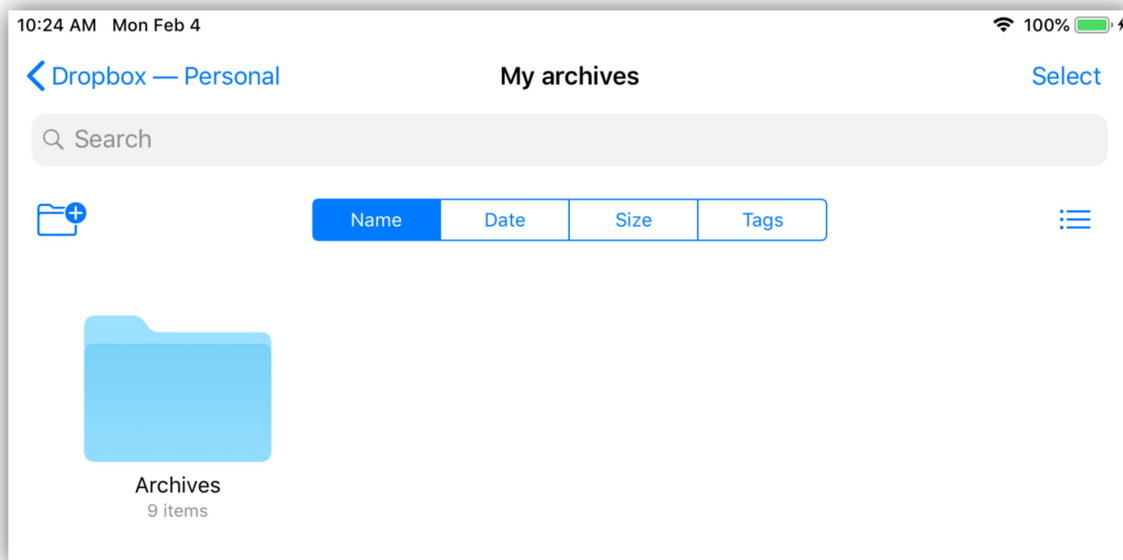 10:24 AM Mon Feb 4 100%
Dropbox — Personal My archives Select
Search
Name Date Size Tags
Archives
9 items